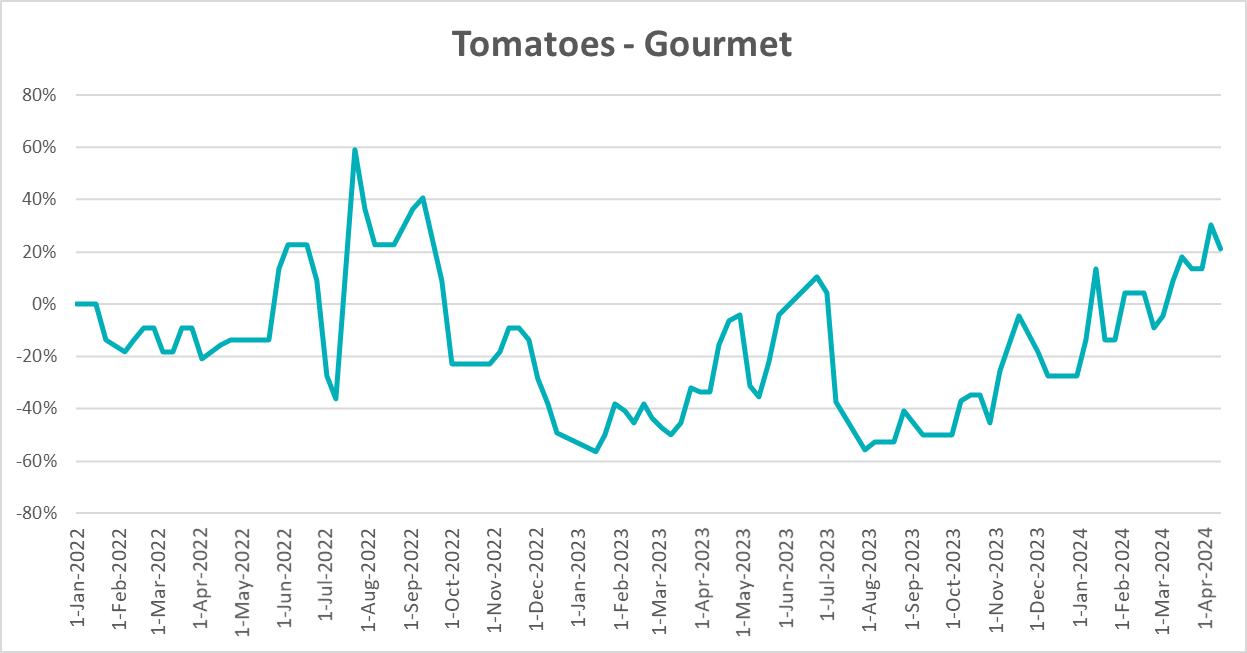 Tomatoes - Gourmet
80%
60%
40%
20%
0%
-20%
-40%
-60%
-80%
1-Jan-2022
1-Feb-2022
1-Mar-2022
1-Apr-2022
1-May-2022
1-Jun-2022
1-Jul-2022
1-Aug-2022
1-Sep-2022
1-Oct-2022
1-Nov-2022
1-Dec-2022
1-Jan-2023
1-Feb-2023
1-Mar-2023
1-Apr-2023
1-May-2023
1-Jun-2023
1-Jul-2023
1-Aug-2023
1-Sep-2023
1-Oct-2023
1-Nov-2023
1-Dec-2023
1-Jan-2024
1-Feb-2024
1-Mar-2024
1-Apr-2024